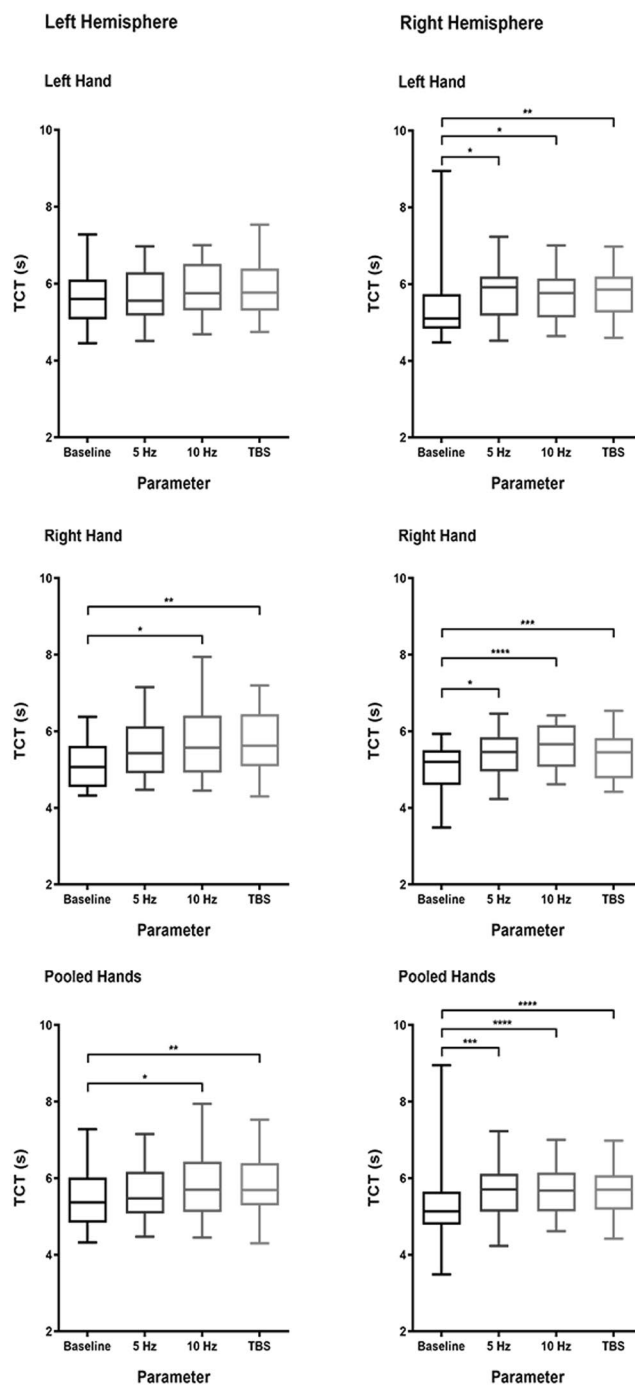 Left Hemisphere
Left Hand
10
8
6
4
2
TCT (s)
Baseline 5 Hz 10 Hz TBS
Parameter
Right Hand
**
*
10
8
6
4
2
TCT (s)
Baseline 5 Hz 10 Hz TBS
Parameter
Pooled Hands
**
*
10
8
6
4
2
TCT (s)
Baseline 5 Hz 10 Hz TBS
Parameter
Right Hemisphere
Left Hand
**
*
*
10
8
6
4
2
TCT (s)
Baseline 5 Hz 10 Hz TBS
Parameter
Right Hand
***
****
*
10
8
6
4
2
TCT (s)
Baseline 5 Hz 10 Hz TBS
Parameter
Pooled Hands
****
****
***
10
8
6
4
2
TCT (s)
Baseline 5 Hz 10 Hz TBS
Parameter